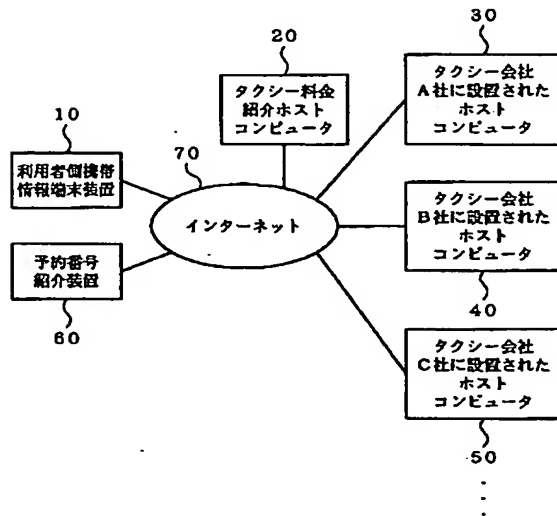 30
20
タクシー会社
A社に設置された
ホスト
コンピュータ
タクシー料金
紹介ホスト
コンピュータ
10
70
利用者側携帯
情報端末装置
インターネット
タクシー会社
B社に設置された
ホスト
コンピュータ
予約番号
紹介装置
40
60
タクシー会社
C社に設置された
ホスト
コンピュータ
50